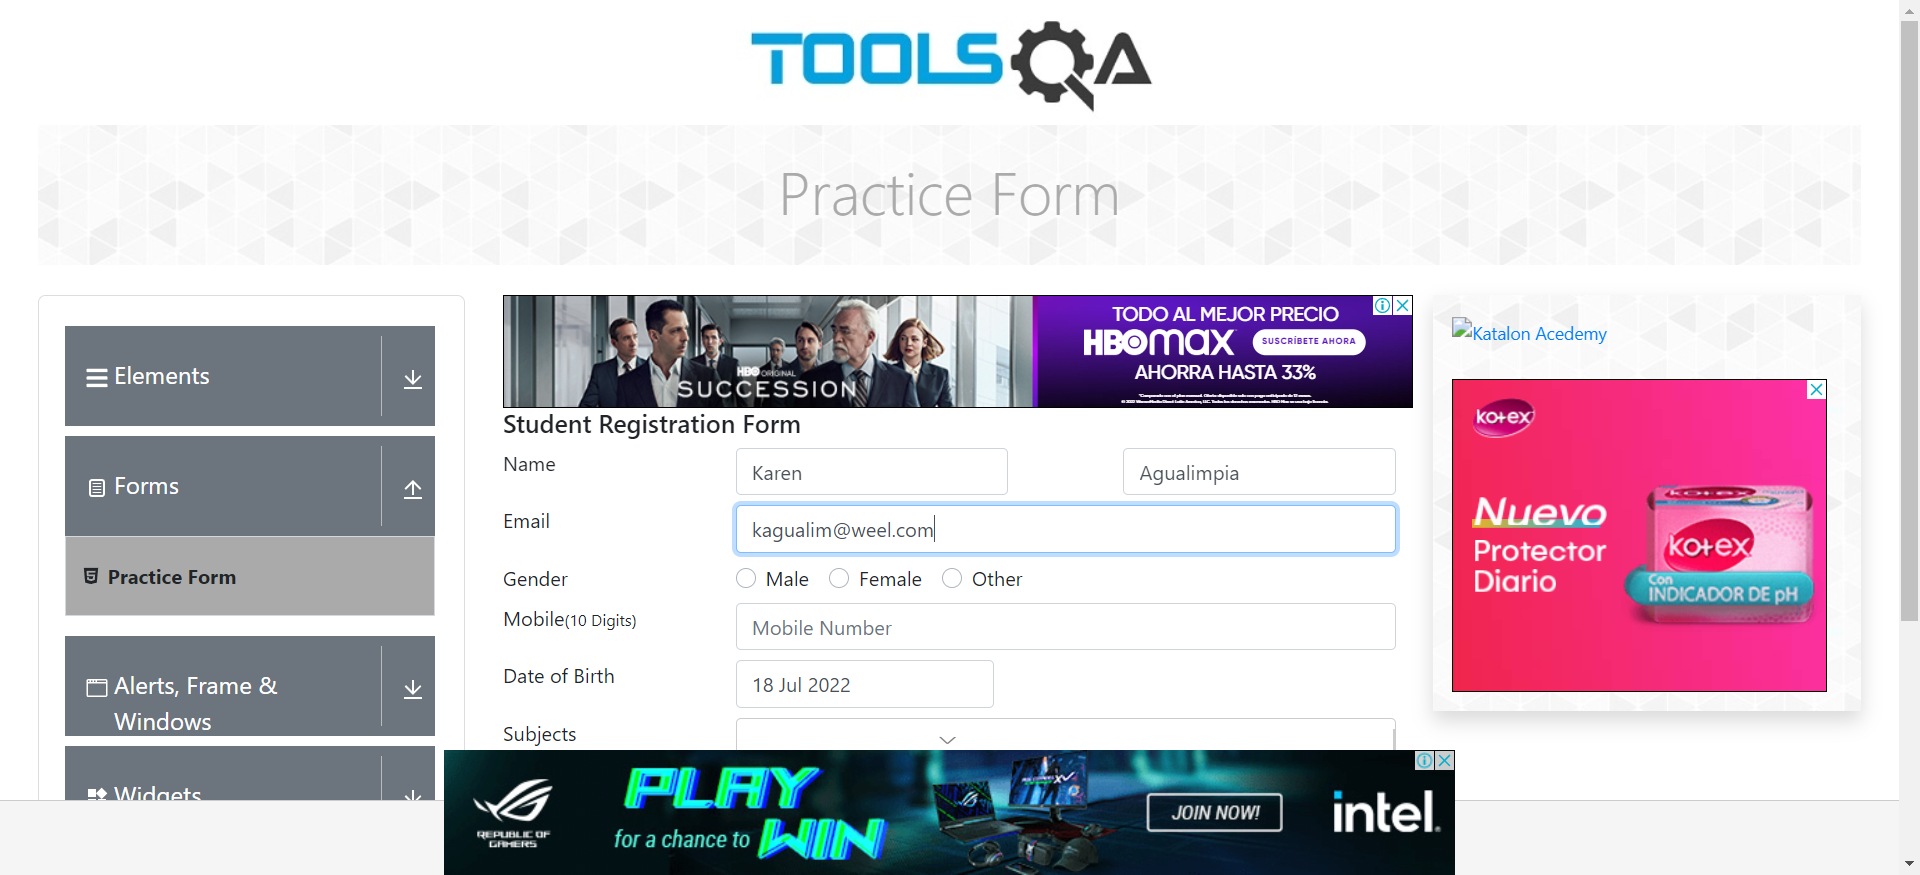 TOOLSQA
Practice Form
Elements
Forms
Practice Form
Alerts, Frame &
Windows
Widgets
HBO ORIGINAL
SUCCESSION
TODO AL MEJOR PRECIO
HBOmax
SUSCRÍBETE AHORA
AHORRA HASTA 33%
Student Registration Form
Name
Karen
Agualimpia
Email
kagualim@weel.com
Gender
Male
Female
Other
Mobile(10 Digits)
Mobile Number
Date of Birth
18 Jul 2022
Subjects
Katalon Acedemy
kotex
Nuevo
Protector
Diario
kotex
kotex
Con
INDICADOR DE pH
REPUBLIC OF
GAMERS
PLAY
for a chance to WIN
JOIN NOW!
intel.